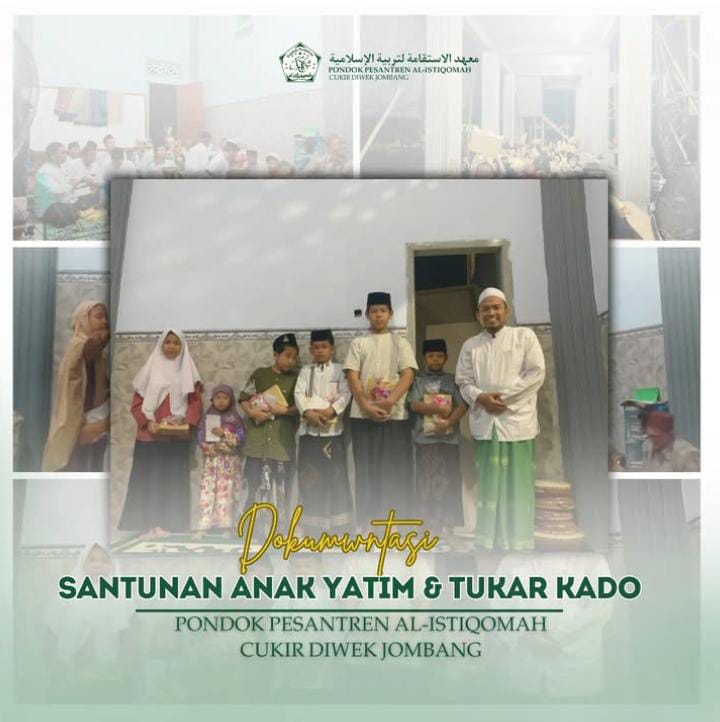 معهد الاستقامة لتربية الإسلامية
PONDOK PESANTREN AL-ISTIQOMAH
CUKIR DIWEK JOMBANG
Dokumwntasi
SANTUNAN ANAK YATIM & TUKAR KADO
PONDOK PESANTREN AL-ISTIQOMAH
CUKIR DIWEK JOMBANG